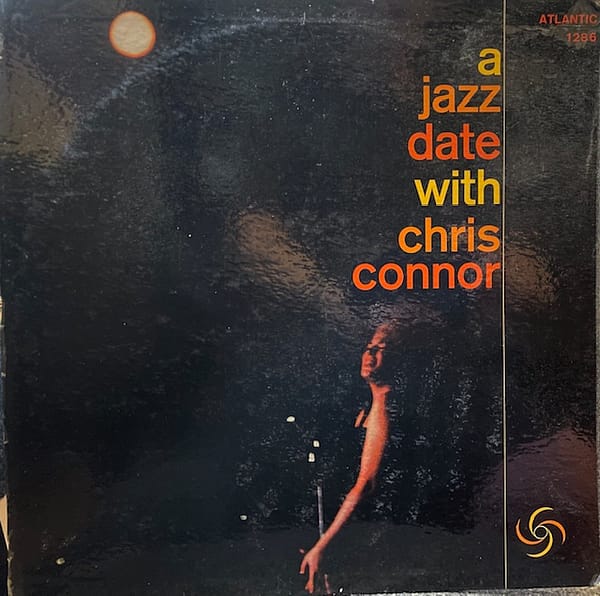 ATLANTIC
1286
a
jazz
date
with
chris
connor